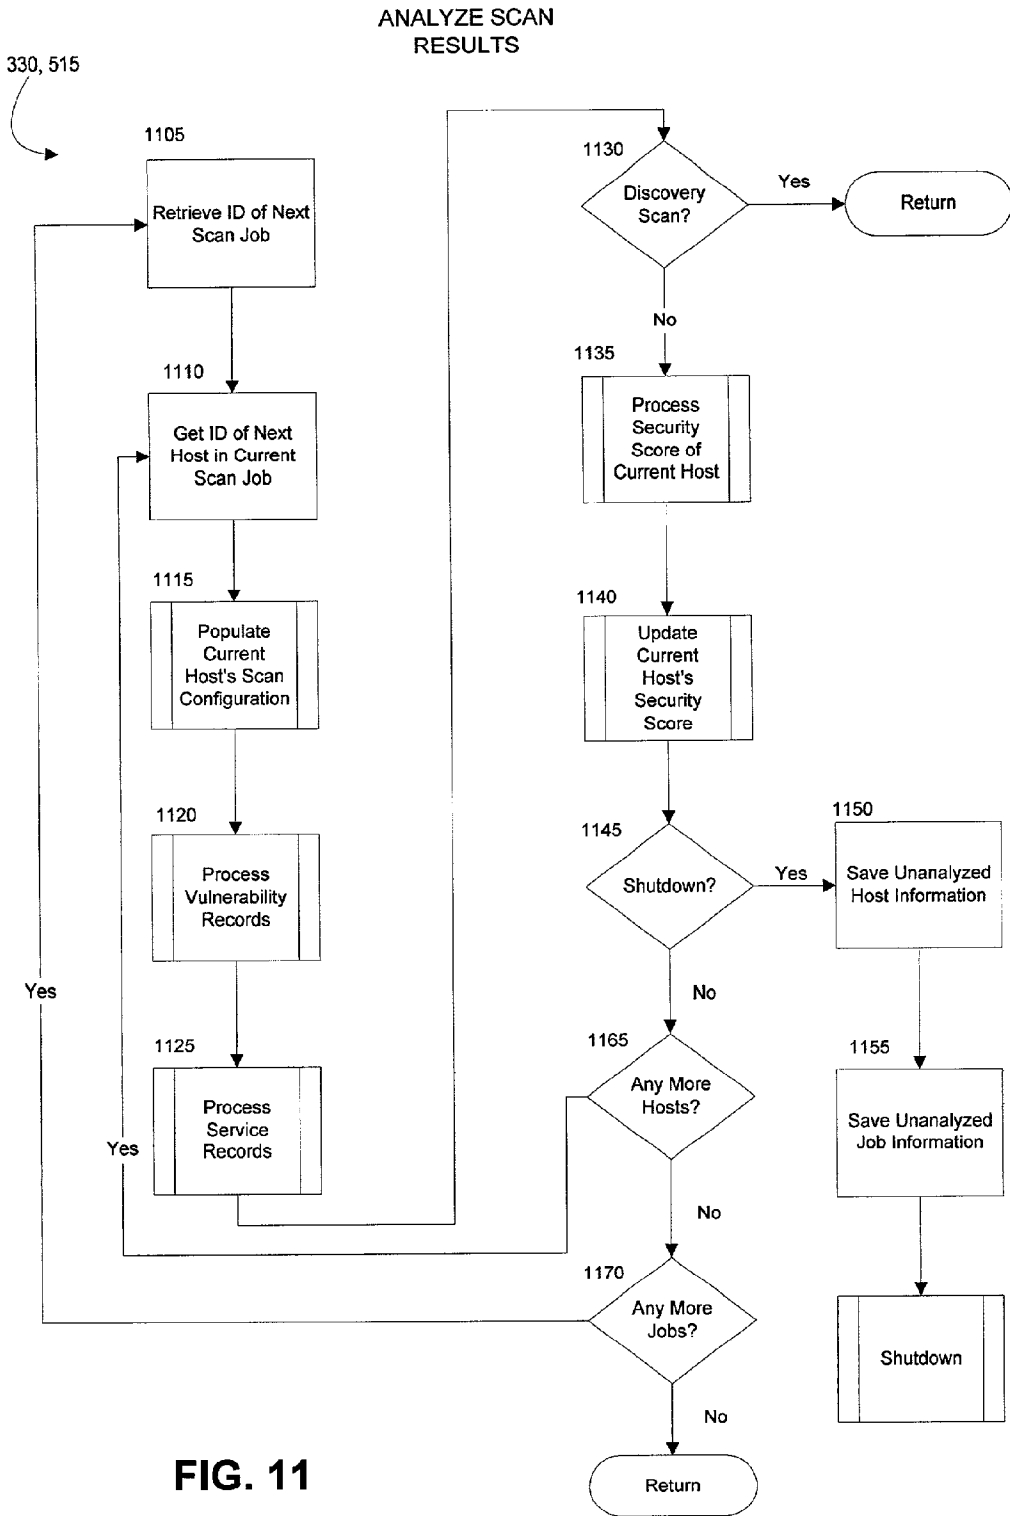 ANALYZE SCAN
RESULTS
330, 515
1105
Retrieve ID of Next
Scan Job
1110
Get ID of Next
Host in Current
Scan Job
1115
Populate
Current
Host's Scan
Configuration
1120
Process
Vulnerability
Records
1125
Process
Service
Records
Yes
Yes
1130
Discovery
Scan?
Yes
Return
No
1135
Process
Security
Score of
Current Host
1140
Update
Current
Host's
Security
Score
1145
Shutdown?
Yes
1150
Save Unanalyzed
Host Information
No
1155
Save Unanalyzed
Job Information
Shutdown
1165
Any More
Hosts?
No
1170
Any More
Jobs?
No
Return
FIG. 11